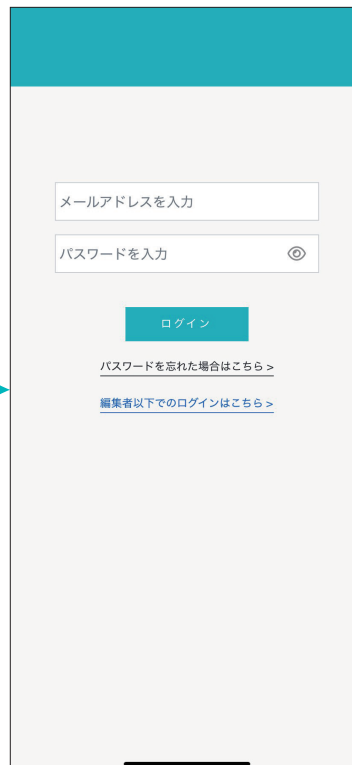 メールアドレスを入力
パスワードを入力
ログイン
パスワードを忘れた場合はこちら >
編集者以下でのログインはこちら >